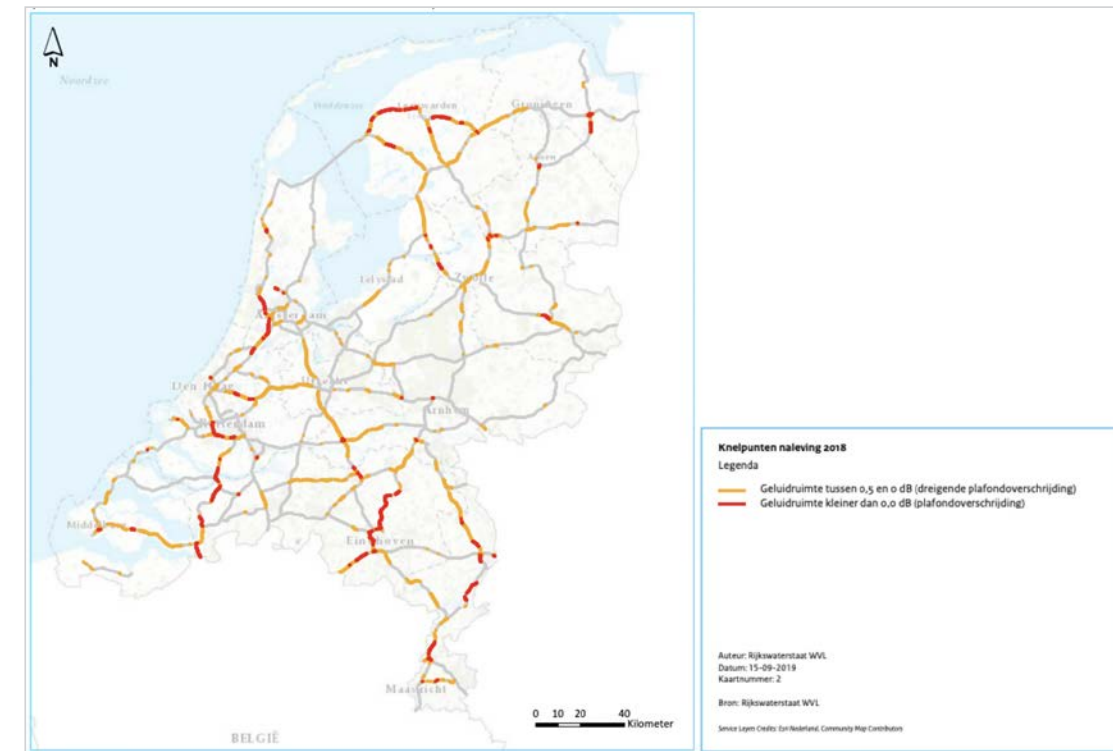 N
Noordzee
Leeuwarden
Groningen
Assen
Lelystad
Zwolle
Amsterdam
Den Haag
Utrecht
Arnhem
Rotterdam
Middelburg
Eindhoven
Maastricht
BELGIË
0 10 20 40
Kilometer
Knelpunten naleving 2018
Legenda
Geluidruimte tussen 0,5 en 0 dB (dreigende plafondoverschrijding)
Geluidruimte kleiner dan 0,0 dB (plafondoverschrijding)
Auteur: Rijkswaterstaat WVL
Datum: 15-09-2019
Kaartnummer: 2
Bron: Rijkswaterstaat WVL
Service Layer Credits: Esri Nederland, Community Map Contributors